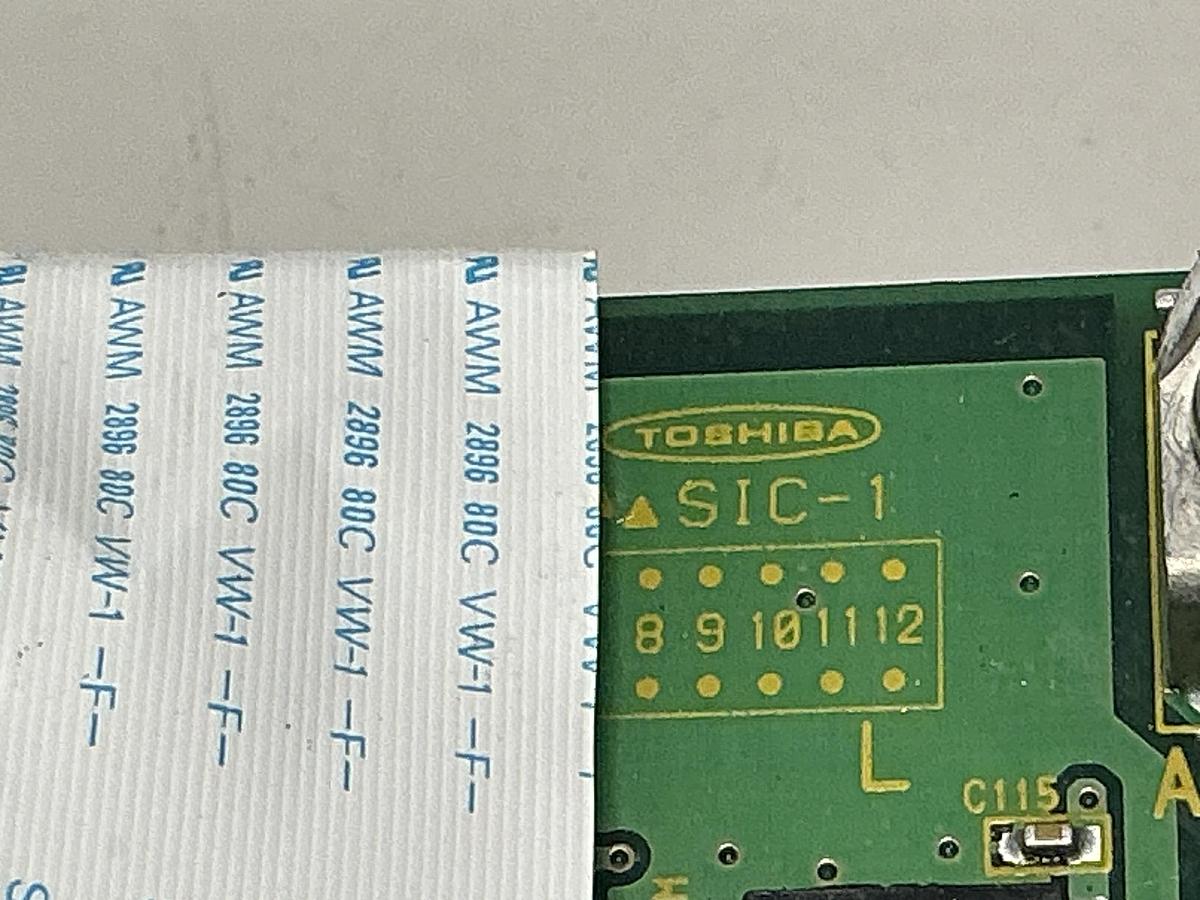 AWM 2896 80C VW-1 -F-
AWM 2896 80C VW-1 -F-
AWM 2896 80C VW-1 -F-
AWM 2896 80C VW-1 -F-
TOSHIBA
▲SIC-1
8 9 10 11 12
L
C115
A